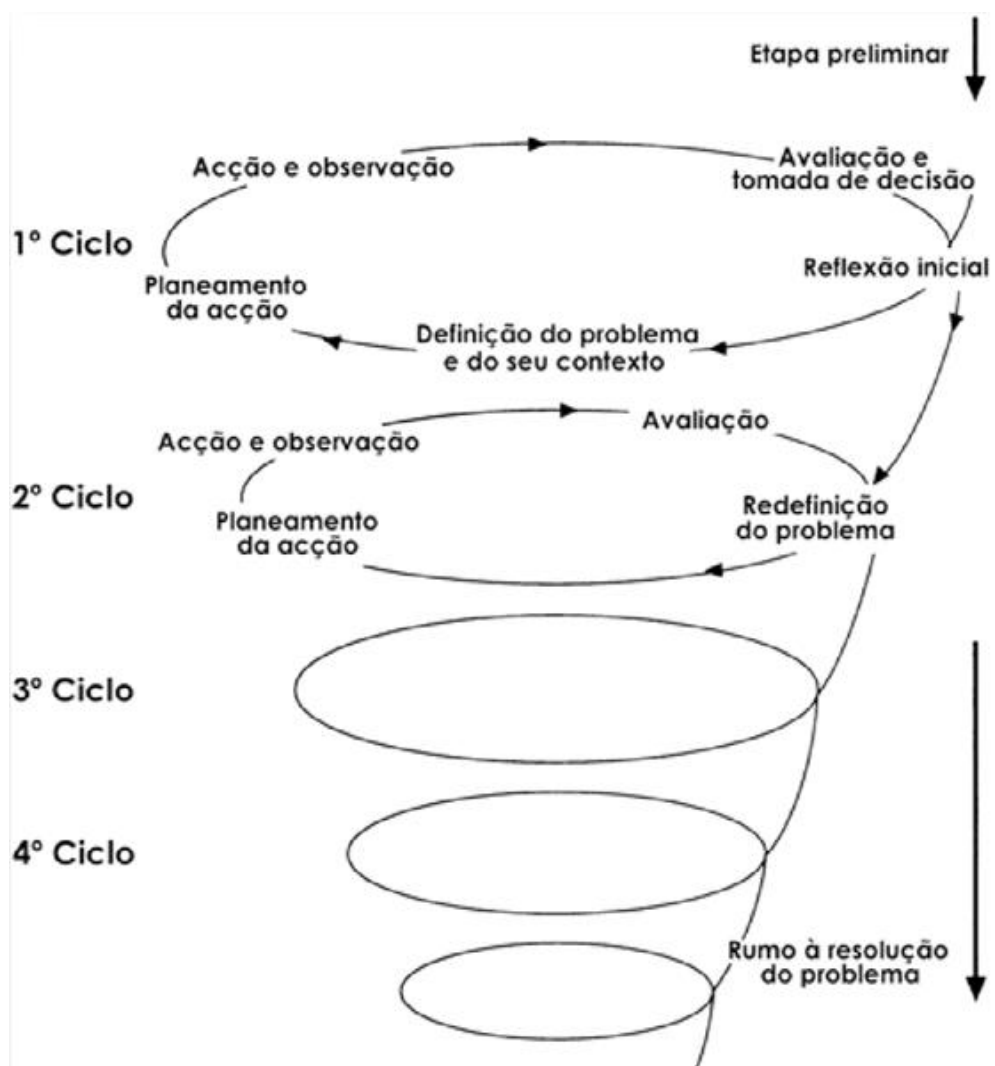 Etapa preliminar
Acção e observação
Avaliação e
tomada de decisão
1º Ciclo
Reflexão inicial
Planeamento
da acção
Definição do problema
e do seu contexto
Avaliação
Acção e observação
2º Ciclo
Redefinição
do problema
Planeamento
da acção
3º Ciclo
4º Ciclo
Rumo à resolução
do problema